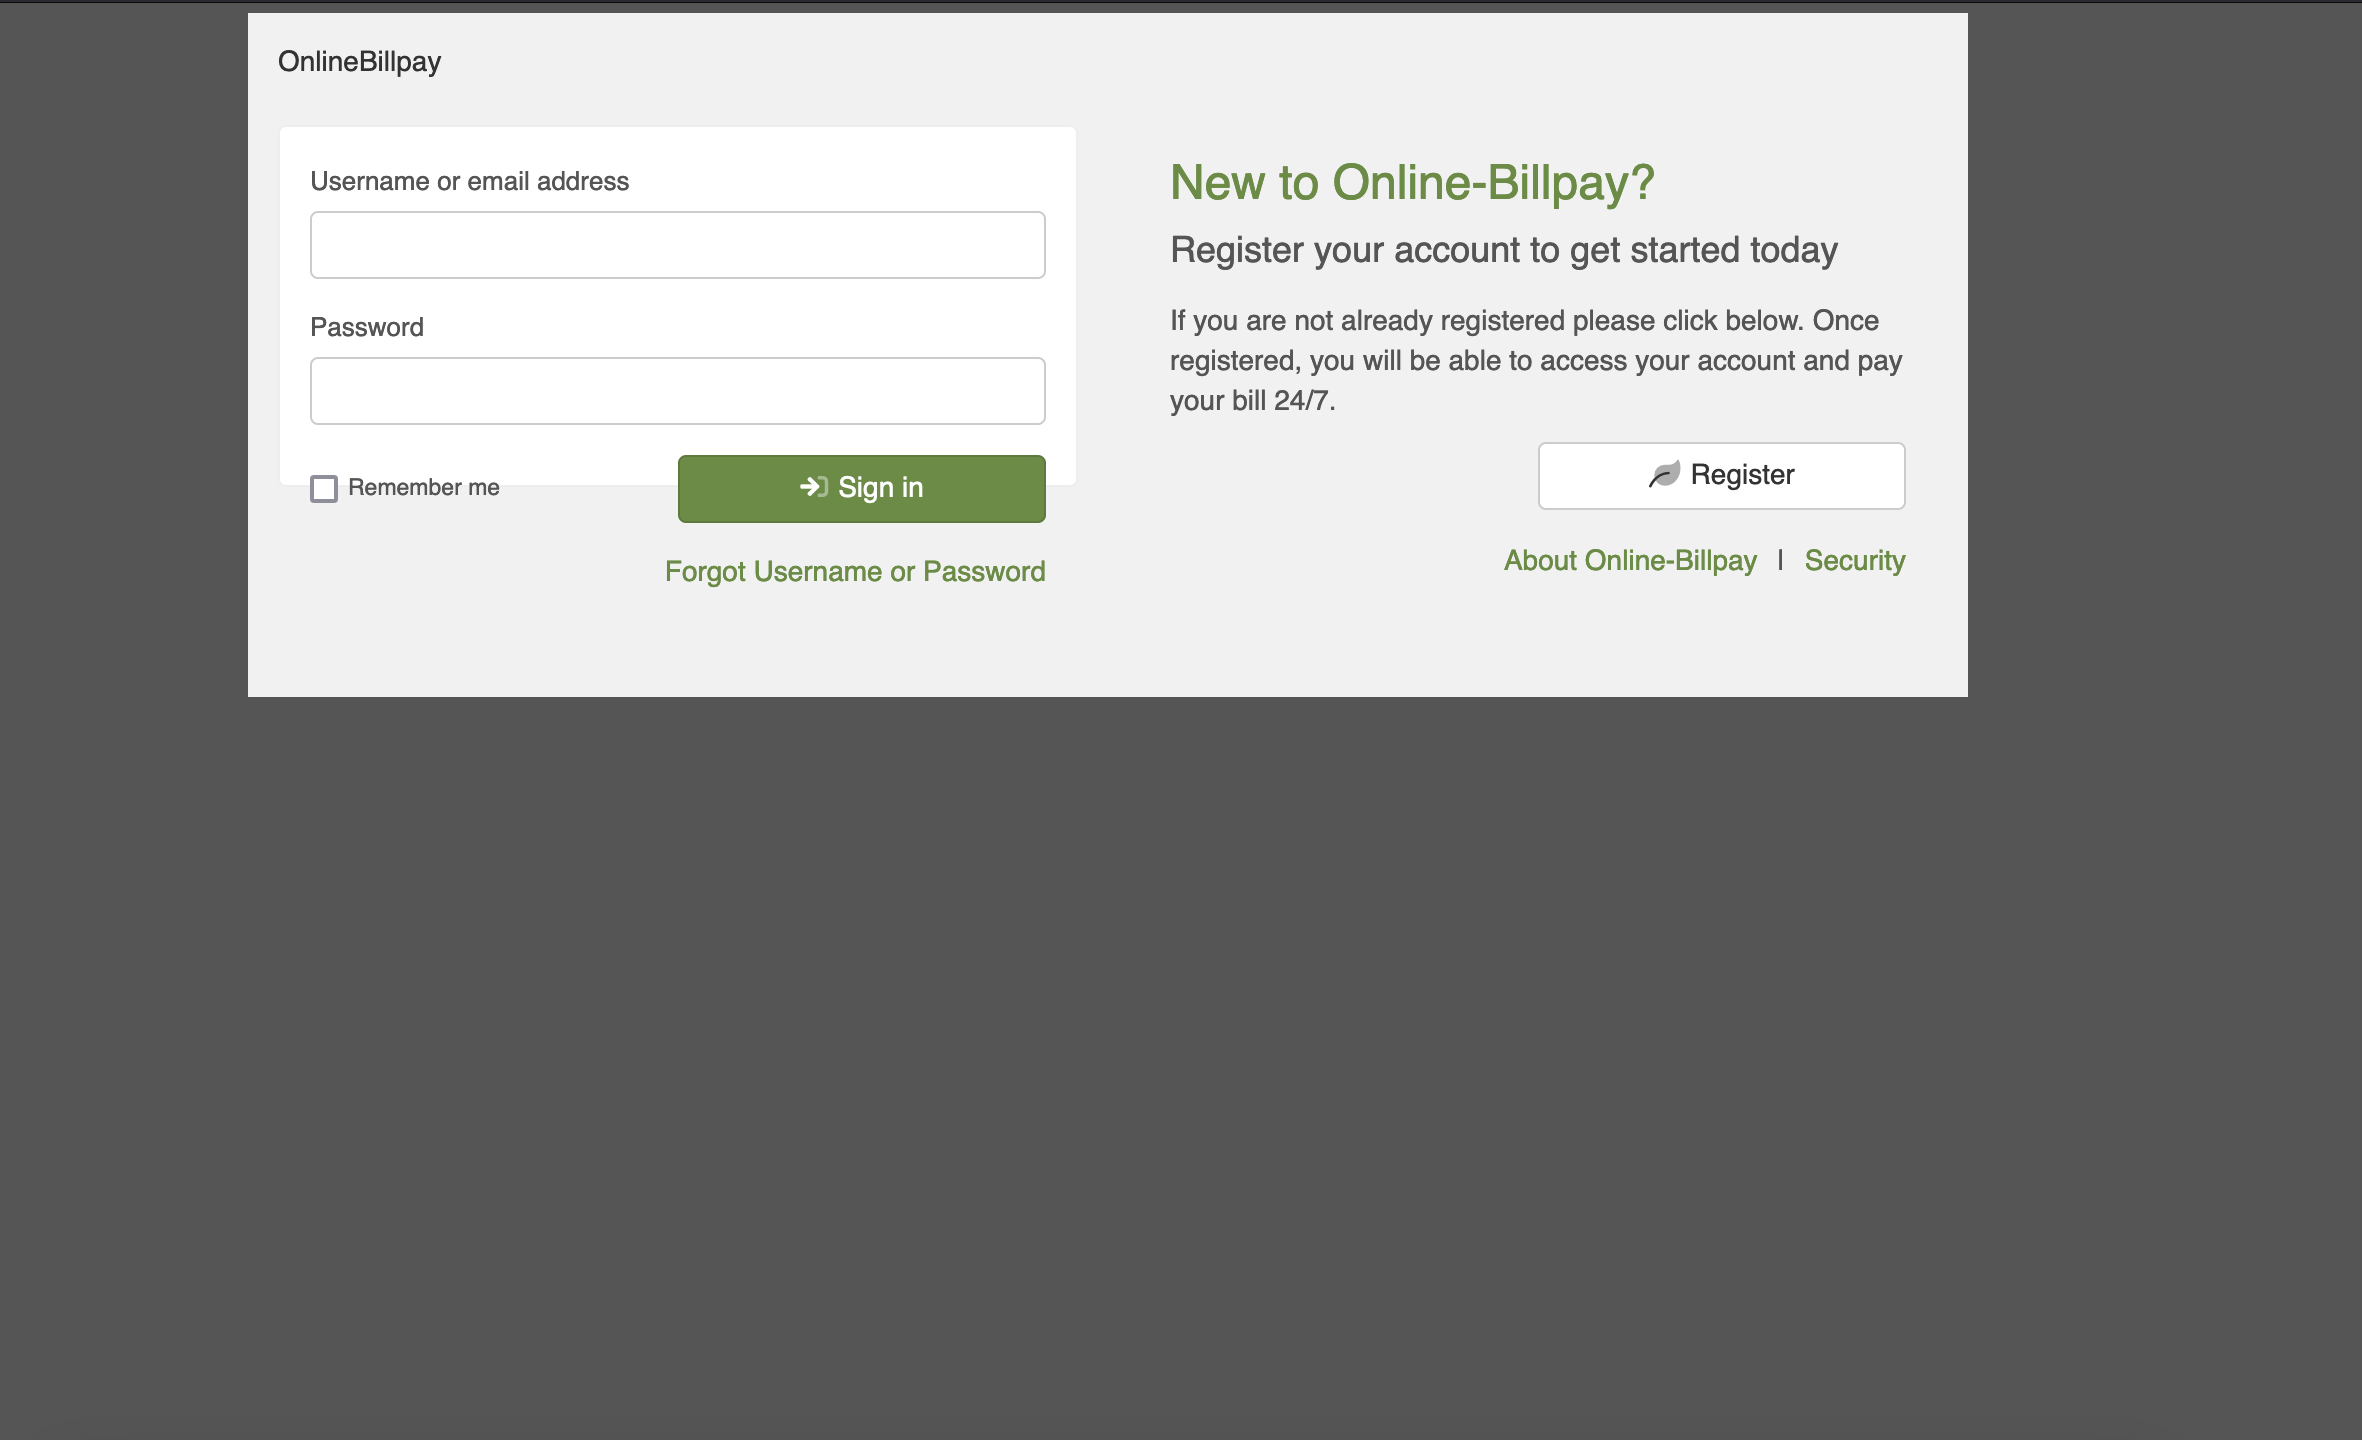 OnlineBillpay
Username or email address
Password
Remember me
Sign in
Forgot Username or Password
New to Online-Billpay?
Register your account to get started today
If you are not already registered please click below. Once
registered, you will be able to access your account and pay
your bill 24/7.
Register
About Online-Billpay | Security